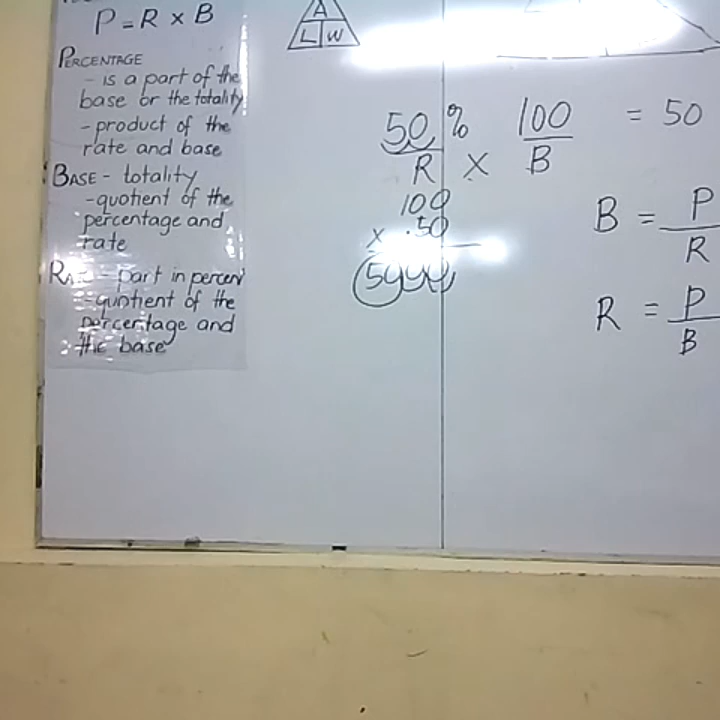 P = R x B
PERCENTAGE
- is a part of the
base or the totality
- product of the
rate and base
BASE - totality
- quotient of the
percentage and
rate
- part in percent
- quotient of the
percentage and
the base
A
L W
50 % 100 = 50
R x B
100
x .50
B = P
R
R = P
B